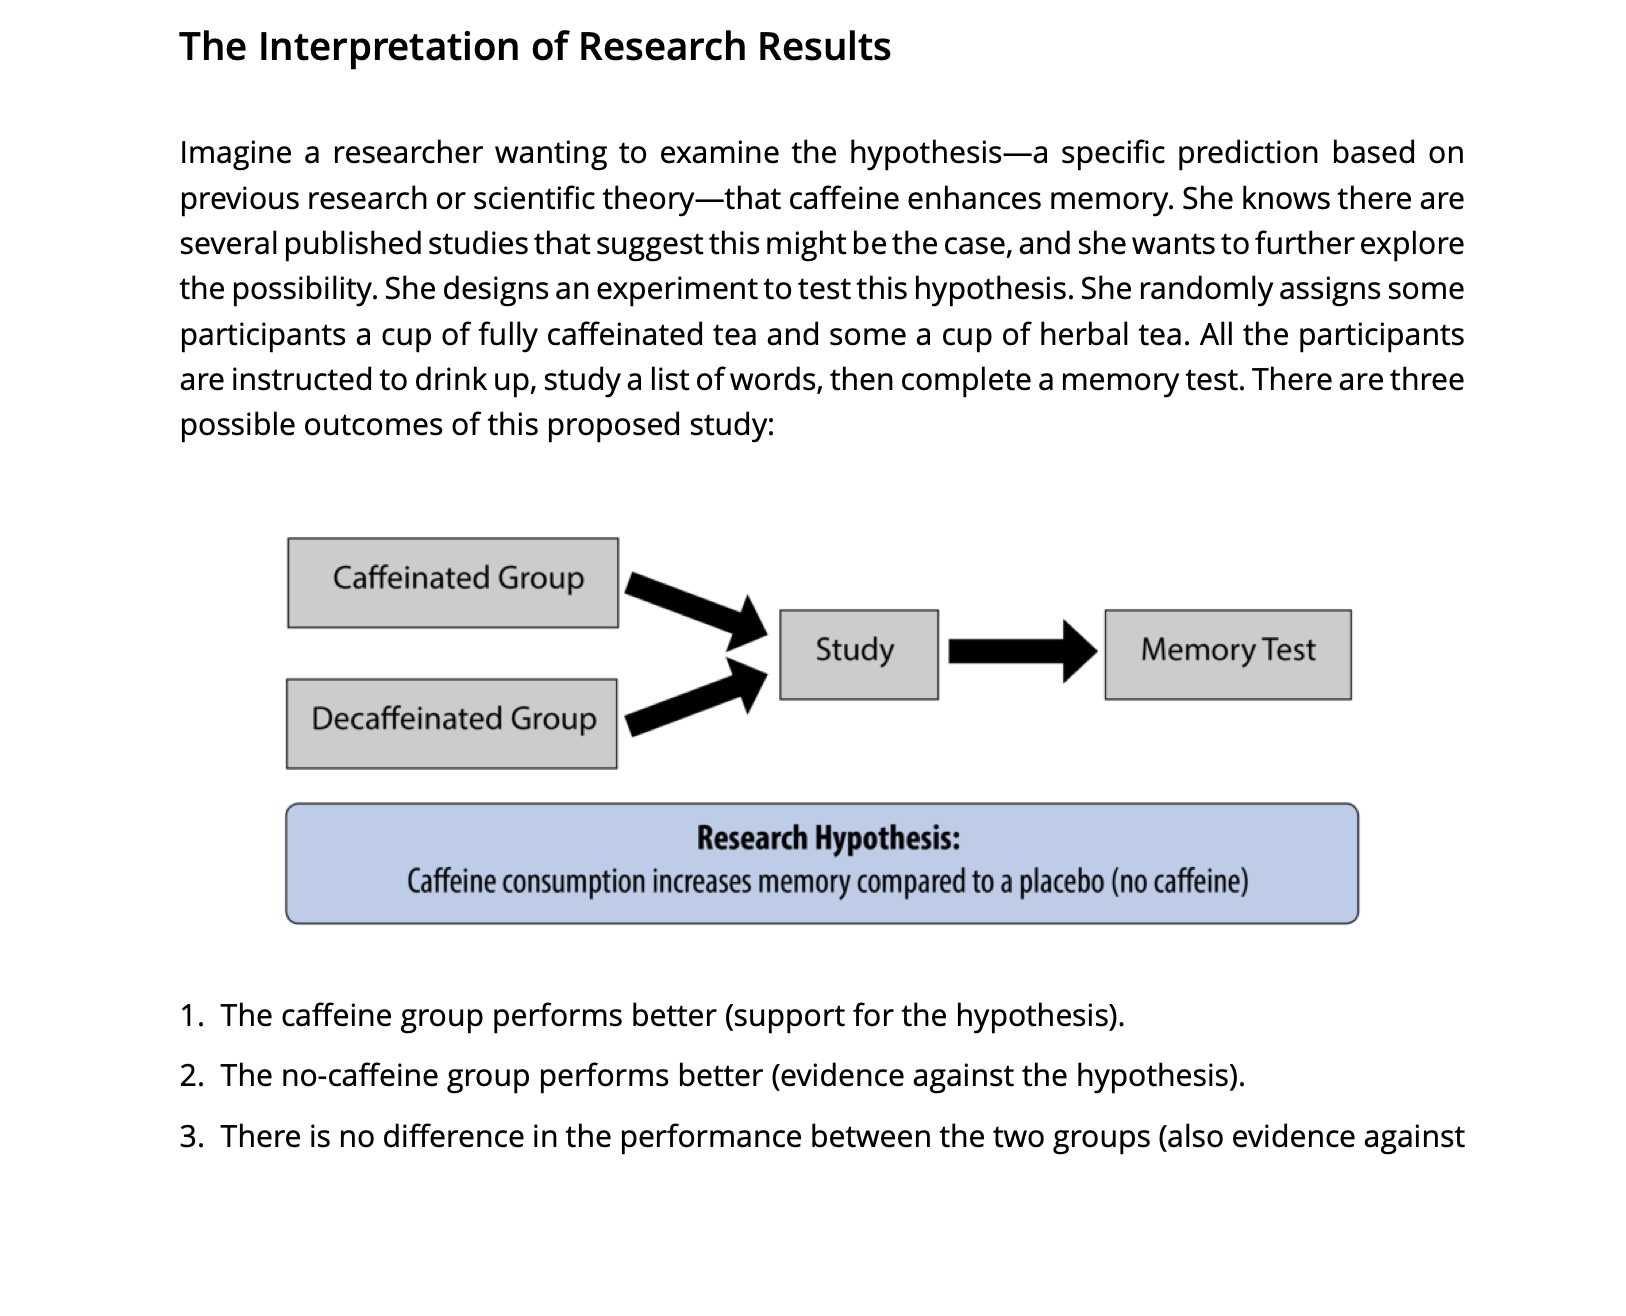 The Interpretation of Research Results
Imagine a researcher wanting to examine the hypothesis—a specific prediction based on
previous research or scientific theory—that caffeine enhances memory. She knows there are
several published studies that suggest this might be the case, and she wants to further explore
the possibility. She designs an experiment to test this hypothesis. She randomly assigns some
participants a cup of fully caffeinated tea and some a cup of herbal tea. All the participants
are instructed to drink up, study a list of words, then complete a memory test. There are three
possible outcomes of this proposed study:
Caffeinated Group
Decaffeinated Group
Study
Memory Test
Research Hypothesis:
Caffeine consumption increases memory compared to a placebo (no caffeine)
1. The caffeine group performs better (support for the hypothesis).
2. The no-caffeine group performs better (evidence against the hypothesis).
3. There is no difference in the performance between the two groups (also evidence against